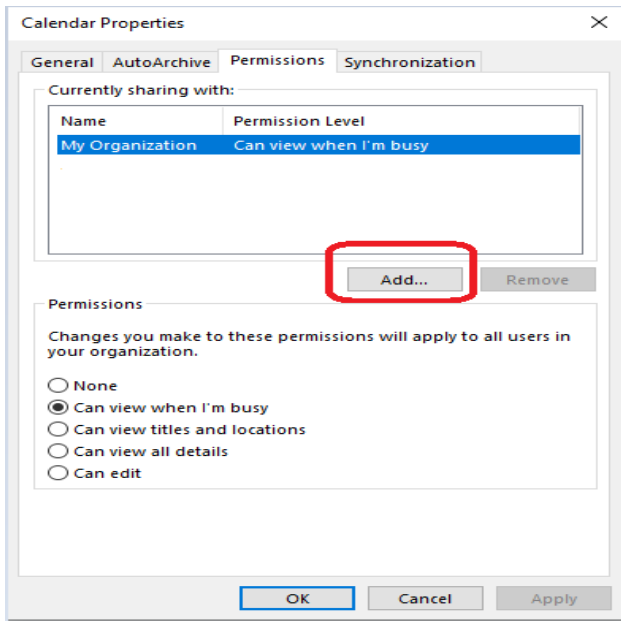 Calendar Properties
General AutoArchive Permissions Synchronization
Currently sharing with:
Name Permission Level
My Organization Can view when I'm busy
Add... Remove
Permissions
Changes you make to these permissions will apply to all users in
your organization.
None
Can view when I'm busy
Can view titles and locations
Can view all details
Can edit
OK Cancel Apply